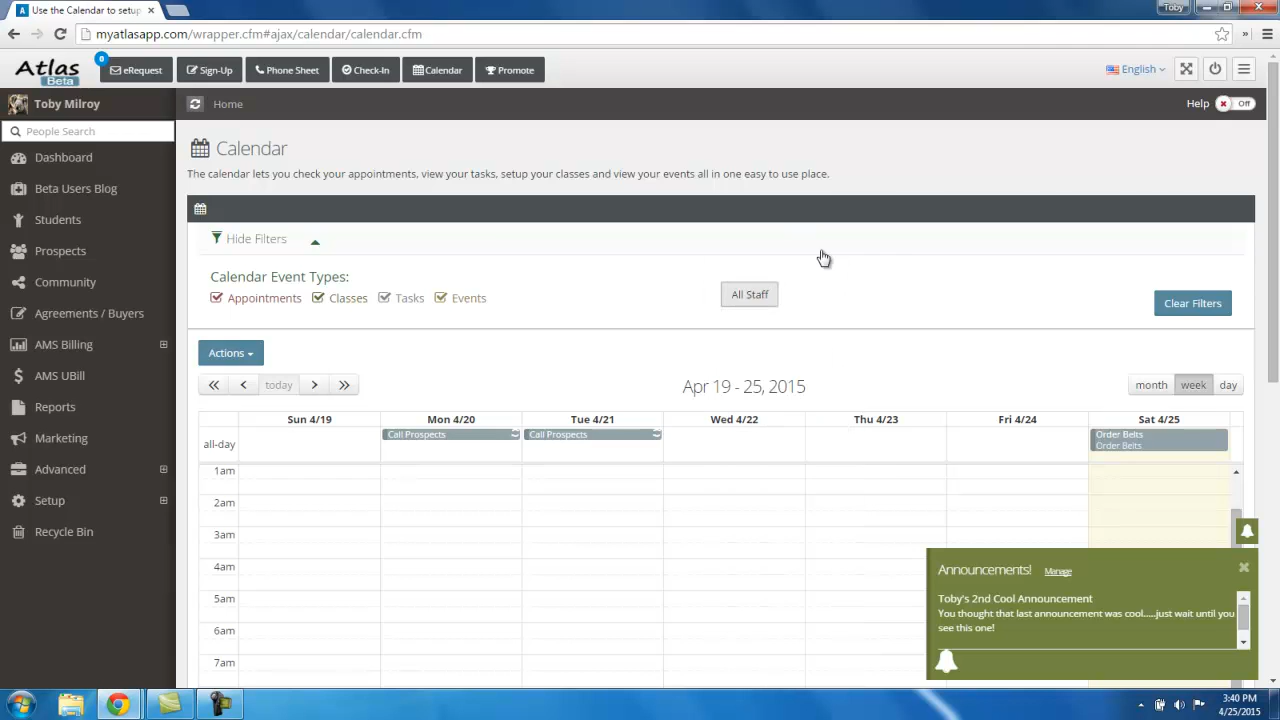 Use the Calendar to setup
Toby
myatlasapp.com/wrapper.cfm#ajax/calendar/calendar.cfm
Atlas
Beta
0
eRequest
Sign-Up
Phone Sheet
Check-In
Calendar
Promote
English
Toby Milroy
People Search
Dashboard
Beta Users Blog
Students
Prospects
Community
Agreements / Buyers
AMS Billing
AMS UBill
Reports
Marketing
Advanced
Setup
Recycle Bin
Home
Help
Off
Calendar
The calendar lets you check your appointments, view your tasks, setup your classes and view your events all in one easy to use place.
Hide Filters
Calendar Event Types:
Appointments
Classes
Tasks
Events
All Staff
Clear Filters
Actions
today
Apr 19 - 25, 2015
month
week
day
Sun 4/19
Mon 4/20
Tue 4/21
Wed 4/22
Thu 4/23
Fri 4/24
Sat 4/25
all-day
Call Prospects
Call Prospects
Order Belts
Order Belts
1am
2am
3am
4am
5am
6am
7am
Announcements!
Manage
Toby's 2nd Cool Announcement
You thought that last announcement was cool.....just wait until you
see this one!
3:40 PM
4/25/2015